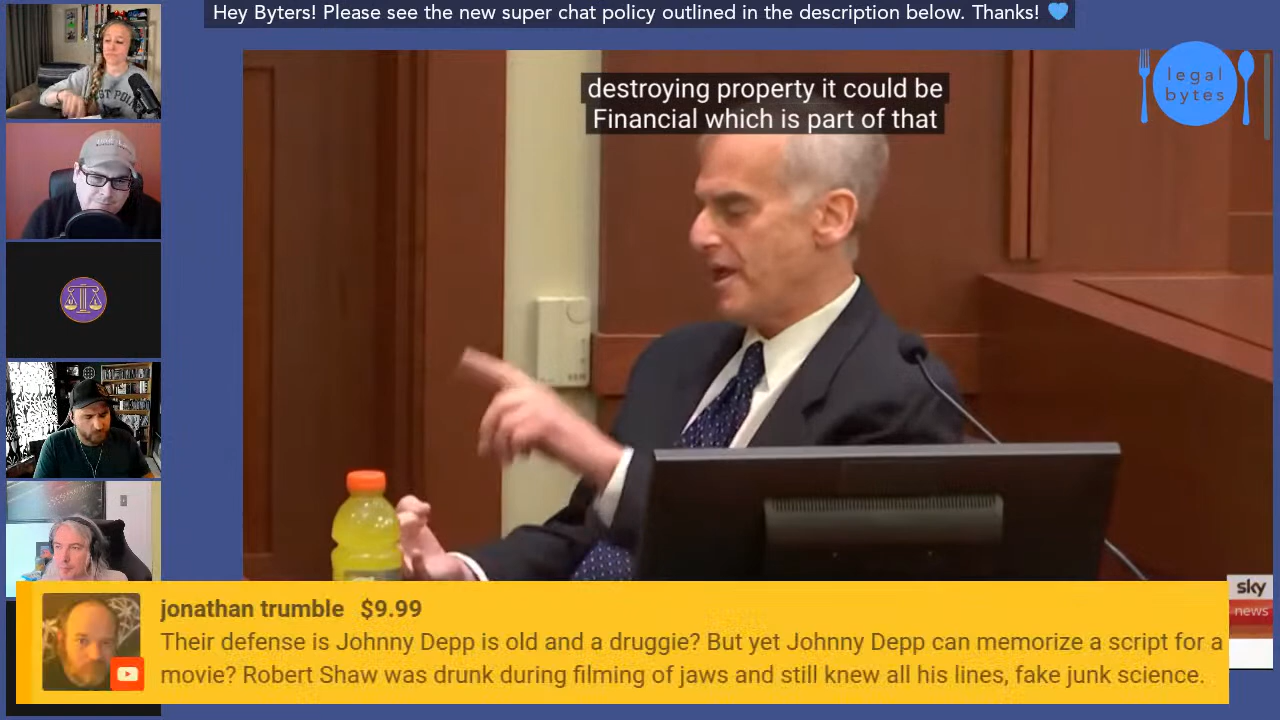 Hey Byters! Please see the new super chat policy outlined in the description below. Thanks! 💙
legal
bytes
destroying property it could be
Financial which is part of that
sky
news
jonathan trumble $9.99
Their defense is Johnny Depp is old and a druggie? But yet Johnny Depp can memorize a script for a
movie? Robert Shaw was drunk during filming of jaws and still knew all his lines, fake junk science.